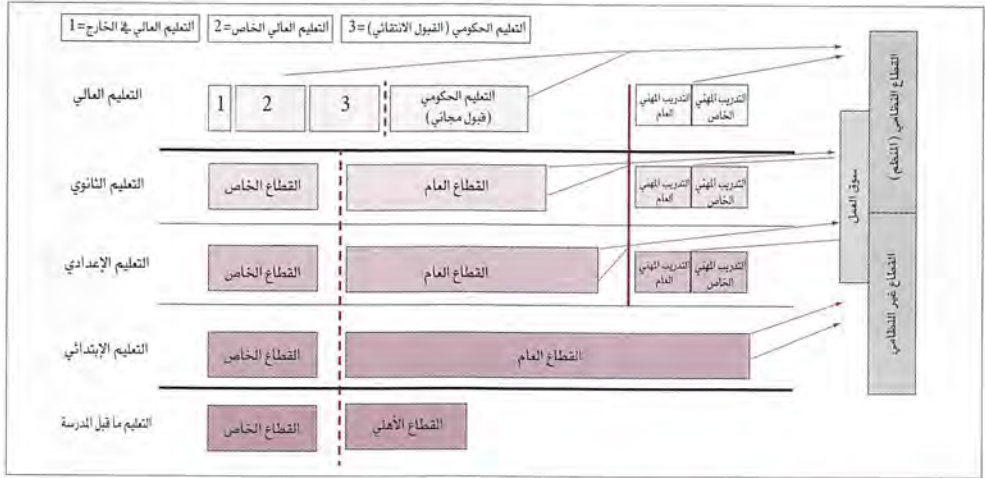 1=التعليم العالي في الخارج
2=التعليم العالي الخاص
3=التعليم الحكومي (القبول الانتقائي)
التعليم العالي
1
2
3
التعليم الحكومي
(قبول مجاني)
التدريب المهني
العام
التدريب المهني
الخاص
التعليم الثانوي
القطاع الخاص
القطاع العام
التدريب المهني
العام
التدريب المهني
الخاص
التعليم الإعدادي
القطاع الخاص
القطاع العام
التدريب المهني
العام
التدريب المهني
الخاص
التعليم الإبتدائي
القطاع الخاص
القطاع العام
التعليم ما قبل المدرسة
القطاع الخاص
القطاع الأهلي
سوق العمل
القطاع النظامي (المنظم)
القطاع غير النظامي